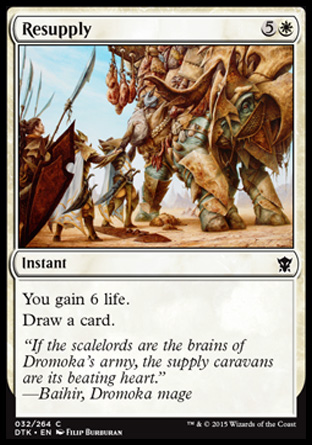 Resupply 5
Instant
You gain 6 life.
Draw a card.
“If the scalelords are the brains
of Dromoka’s army, the supply caravans
are its beating heart.”
—Baihir, Dromoka mage
032/264 C
DTK • EN Filip Burburan
™ & © 2015 Wizards of the Coast